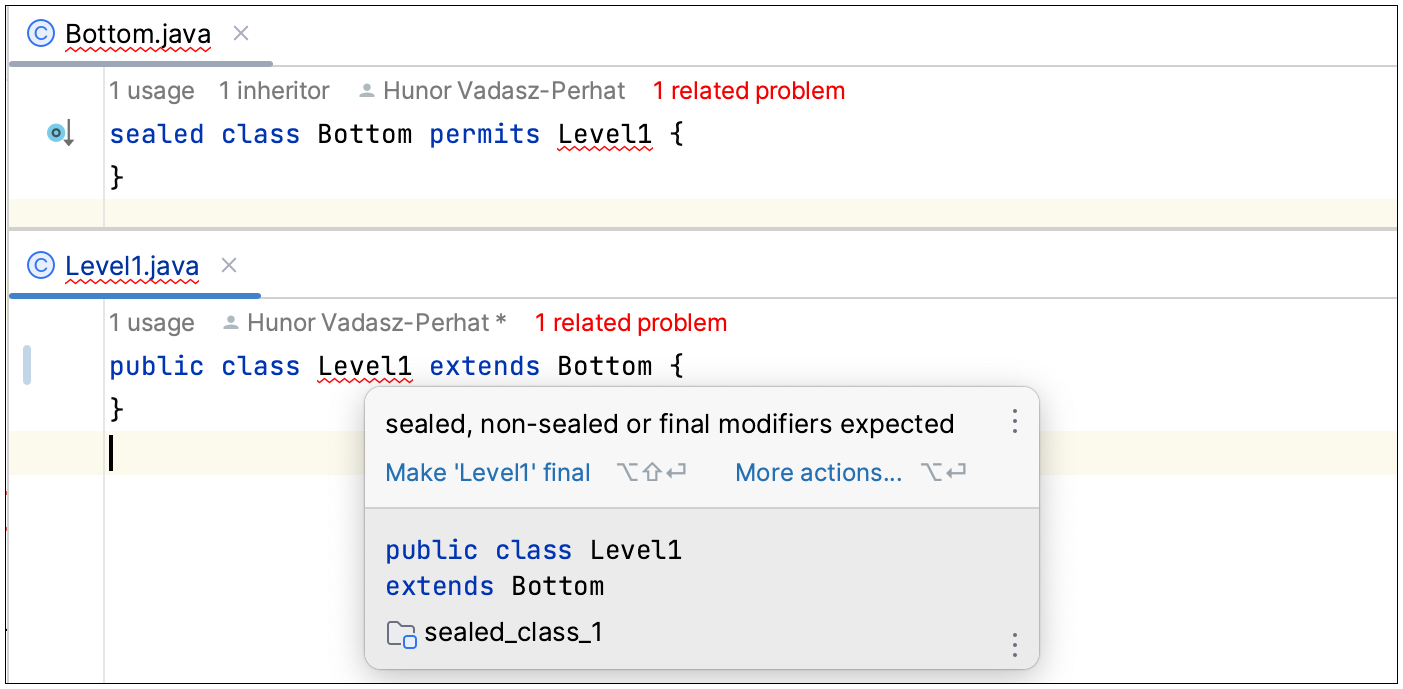 Bottom.java
1 usage 1 inheritor Hunor Vadasz-Perhat 1 related problem
sealed class Bottom permits Level1 {
}
Level1.java
1 usage Hunor Vadasz-Perhat * 1 related problem
public class Level1 extends Bottom {
}
sealed, non-sealed or final modifiers expected
Make 'Level1' final ⌥⇧⏎ More actions... ⌥⏎
public class Level1
extends Bottom
sealed_class_1